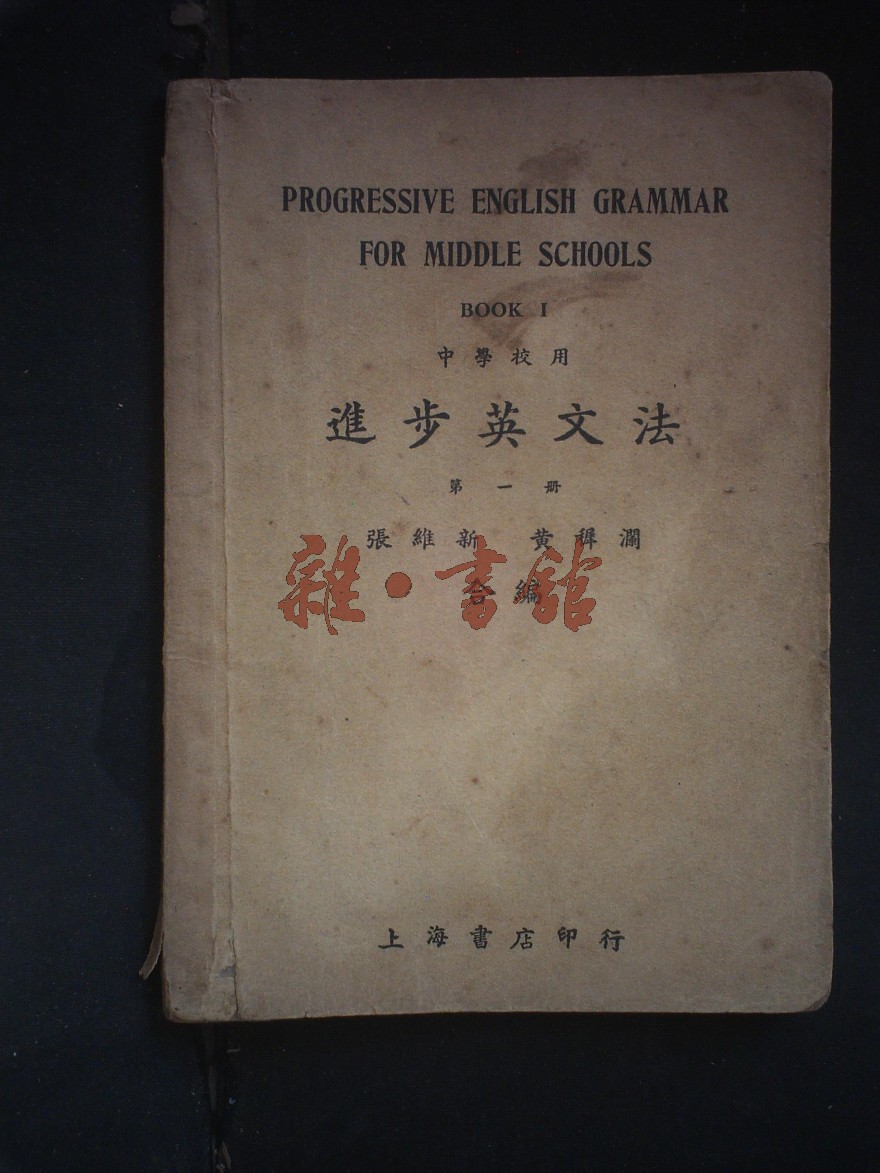 PROGRESSIVE ENGLISH GRAMMAR
FOR MIDDLE SCHOOLS
BOOK I
中學校用
進步英文法
第一册
張維新 黄穉瀾
合編
雜·書館
上海書店印行